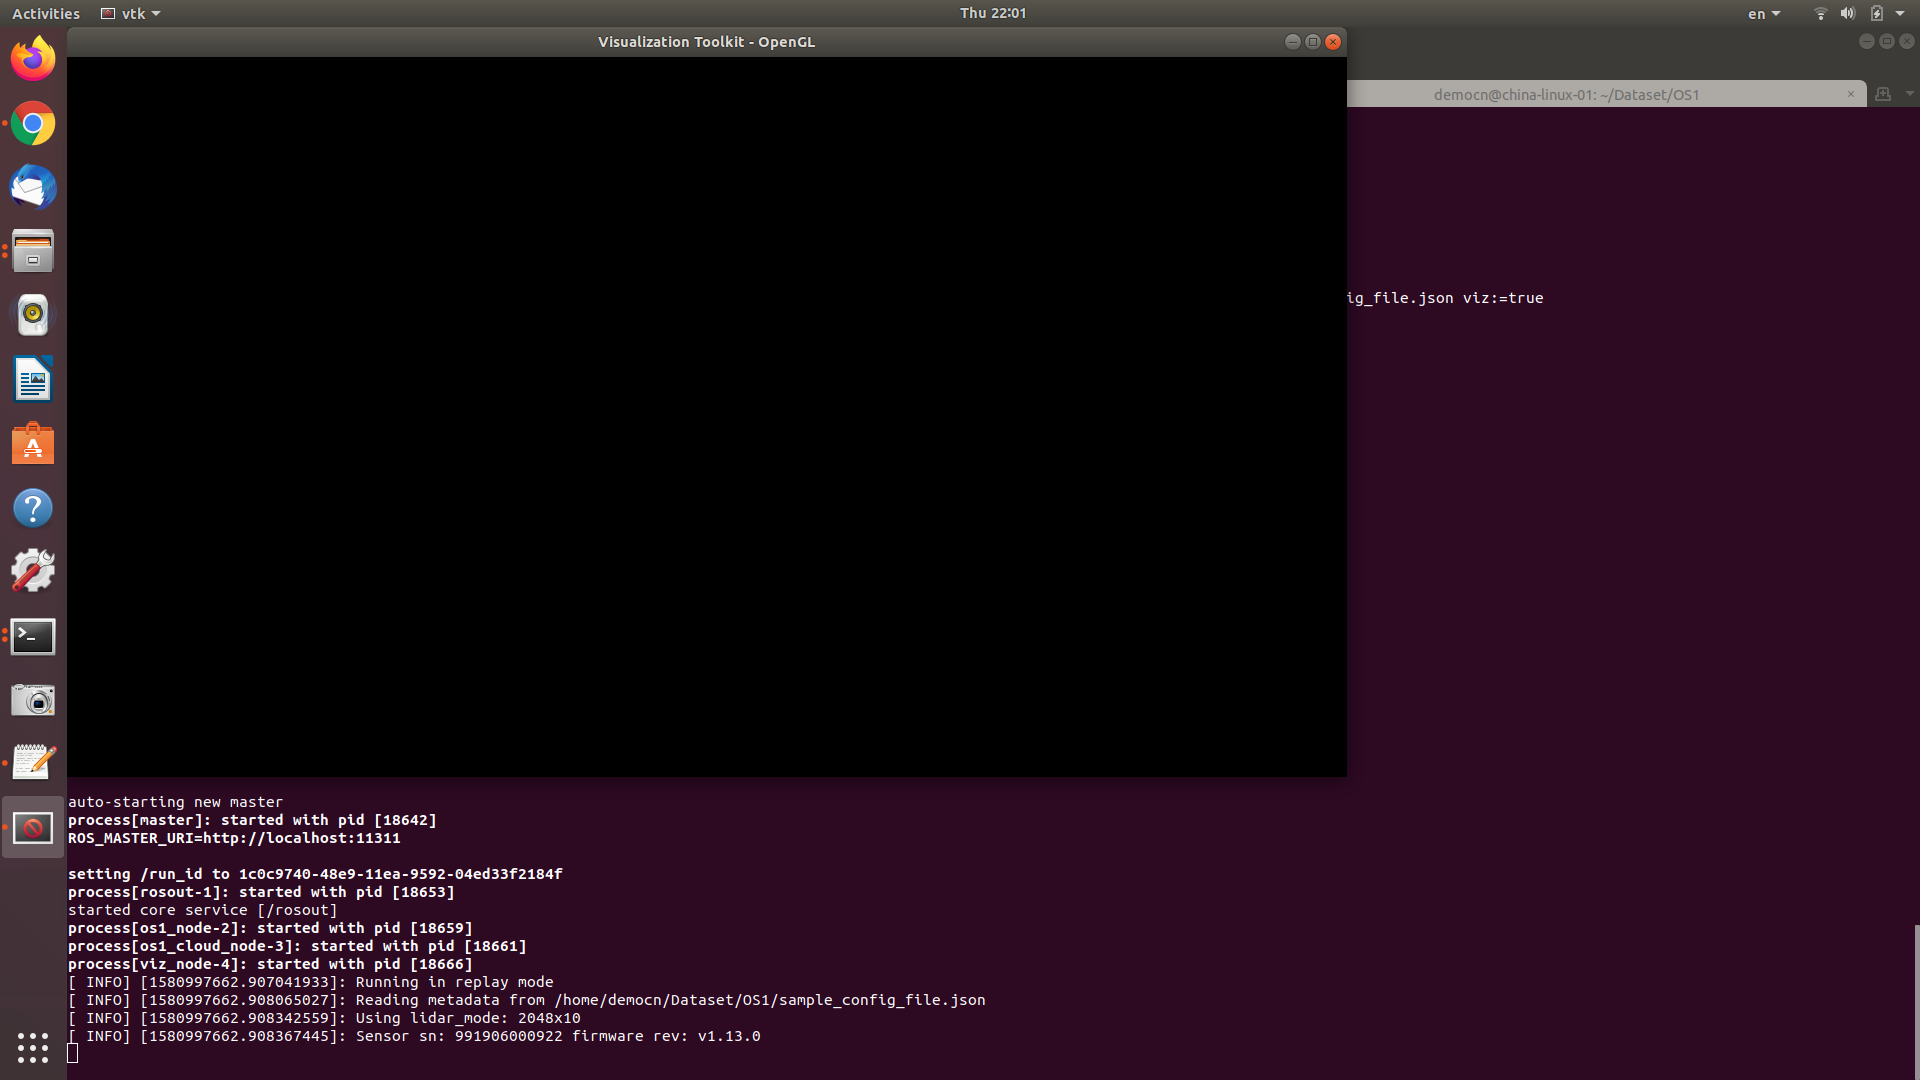 Activities
vtk
Thu 22:01
en
Visualization Toolkit - OpenGL
democn@china-linux-01: ~/Dataset/OS1
ig_file.json viz:=true
auto-starting new master
process[master]: started with pid [18642]
ROS_MASTER_URI=http://localhost:11311
setting /run_id to 1c0c9740-48e9-11ea-9592-04ed33f2184f
process[rosout-1]: started with pid [18653]
started core service [/rosout]
process[os1_node-2]: started with pid [18659]
process[os1_cloud_node-3]: started with pid [18661]
process[viz_node-4]: started with pid [18666]
[ INFO] [1580997662.907041933]: Running in replay mode
[ INFO] [1580997662.908065027]: Reading metadata from /home/democn/Dataset/OS1/sample_config_file.json
[ INFO] [1580997662.908342559]: Using lidar_mode: 2048x10
[ INFO] [1580997662.908367445]: Sensor sn: 991906000922 firmware rev: v1.13.0